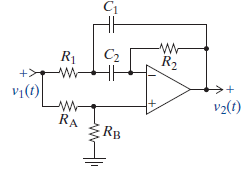 C1
R1 C2
R2
+
v1(t)
−
+
+
v2(t)
RA
RB